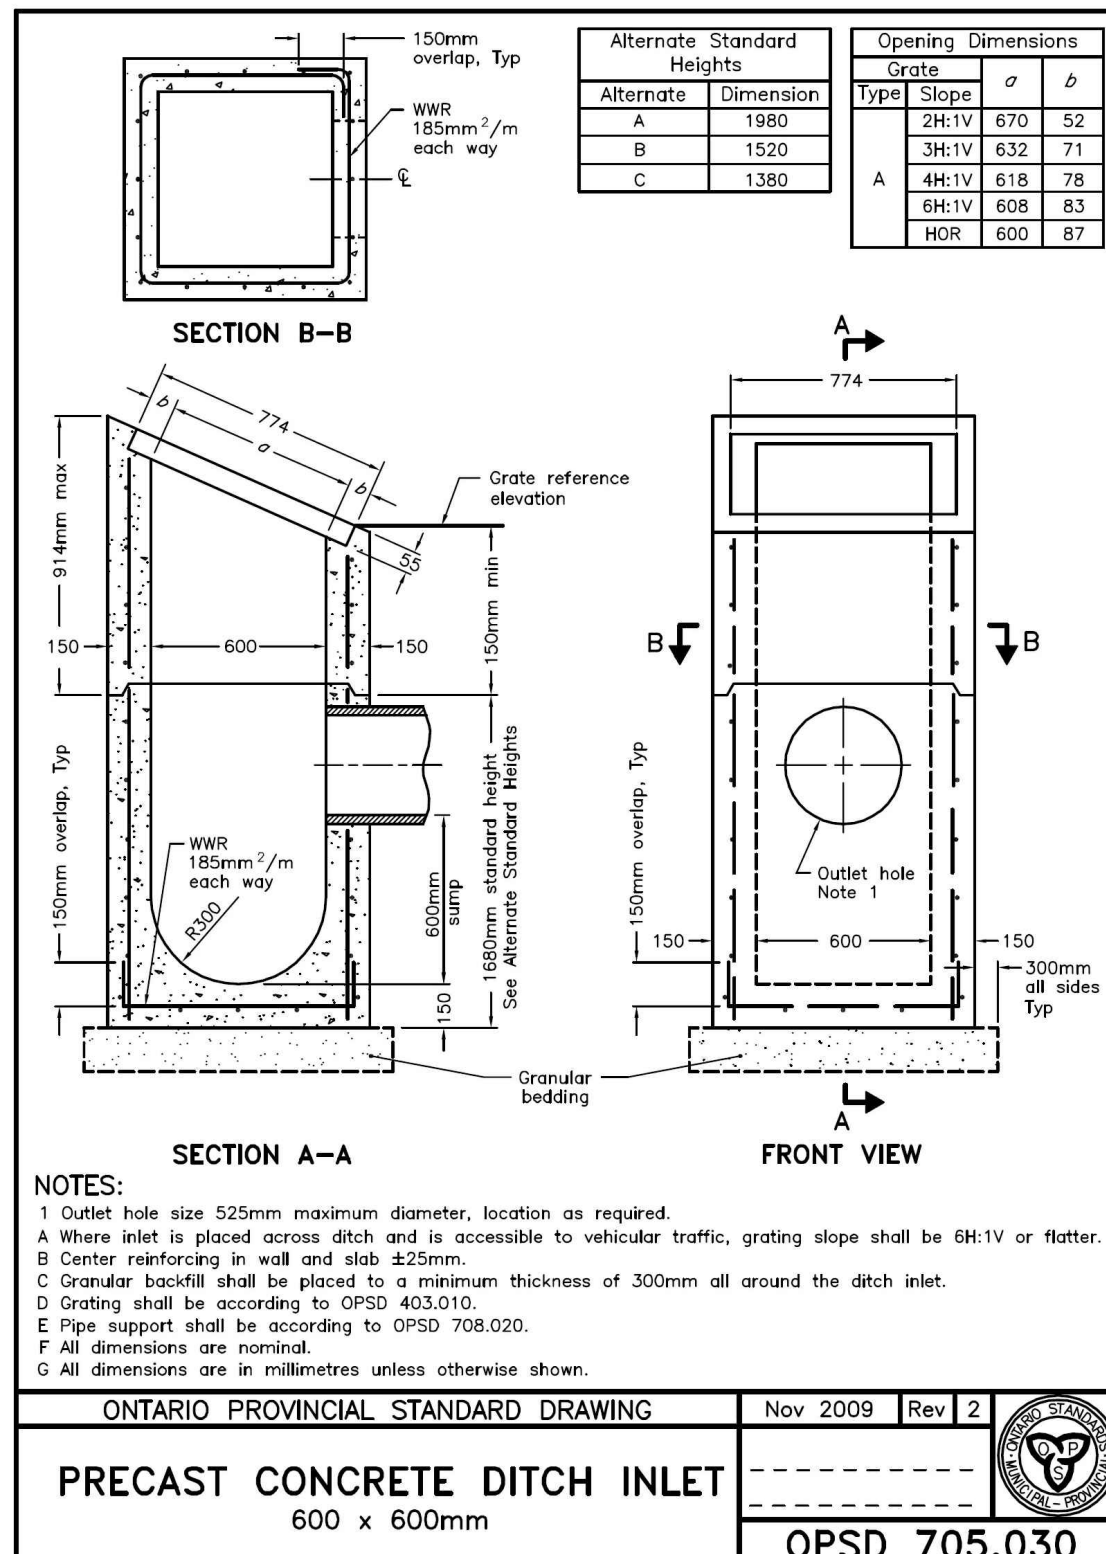 150mm
overlap, Typ
WWR
185mm²/m
each way
℄
SECTION B–B
Alternate Standard
Heights
Alternate Dimension
A 1980
B 1520
C 1380
Opening Dimensions
Grate a b
Type Slope
A
2H:1V 670 52
3H:1V 632 71
4H:1V 618 78
6H:1V 608 83
HOR 600 87
774
b
a
b
Grate reference
elevation
55
914mm max
150mm min
150
600
150
150mm overlap, Typ
WWR
185mm²/m
each way
R300
600mm
sump
150
1680mm standard height
See Alternate Standard Heights
SECTION A–A
Granular
bedding
A
774
B
B
Outlet hole
Note 1
150mm overlap, Typ
150
600
150
300mm
all sides
Typ
A
FRONT VIEW
NOTES:
1 Outlet hole size 525mm maximum diameter, location as required.
A Where inlet is placed across ditch and is accessible to vehicular traffic, grating slope shall be 6H:1V or flatter.
B Center reinforcing in wall and slab ±25mm.
C Granular backfill shall be placed to a minimum thickness of 300mm all around the ditch inlet.
D Grating shall be according to OPSD 403.010.
E Pipe support shall be according to OPSD 708.020.
F All dimensions are nominal.
G All dimensions are in millimetres unless otherwise shown.
ONTARIO PROVINCIAL STANDARD DRAWING
Nov 2009 Rev 2
PRECAST CONCRETE DITCH INLET
600 x 600mm
ONTARIO STANDARDS
MUNICIPAL – PROVINCIAL
O P S
OPSD 705.030